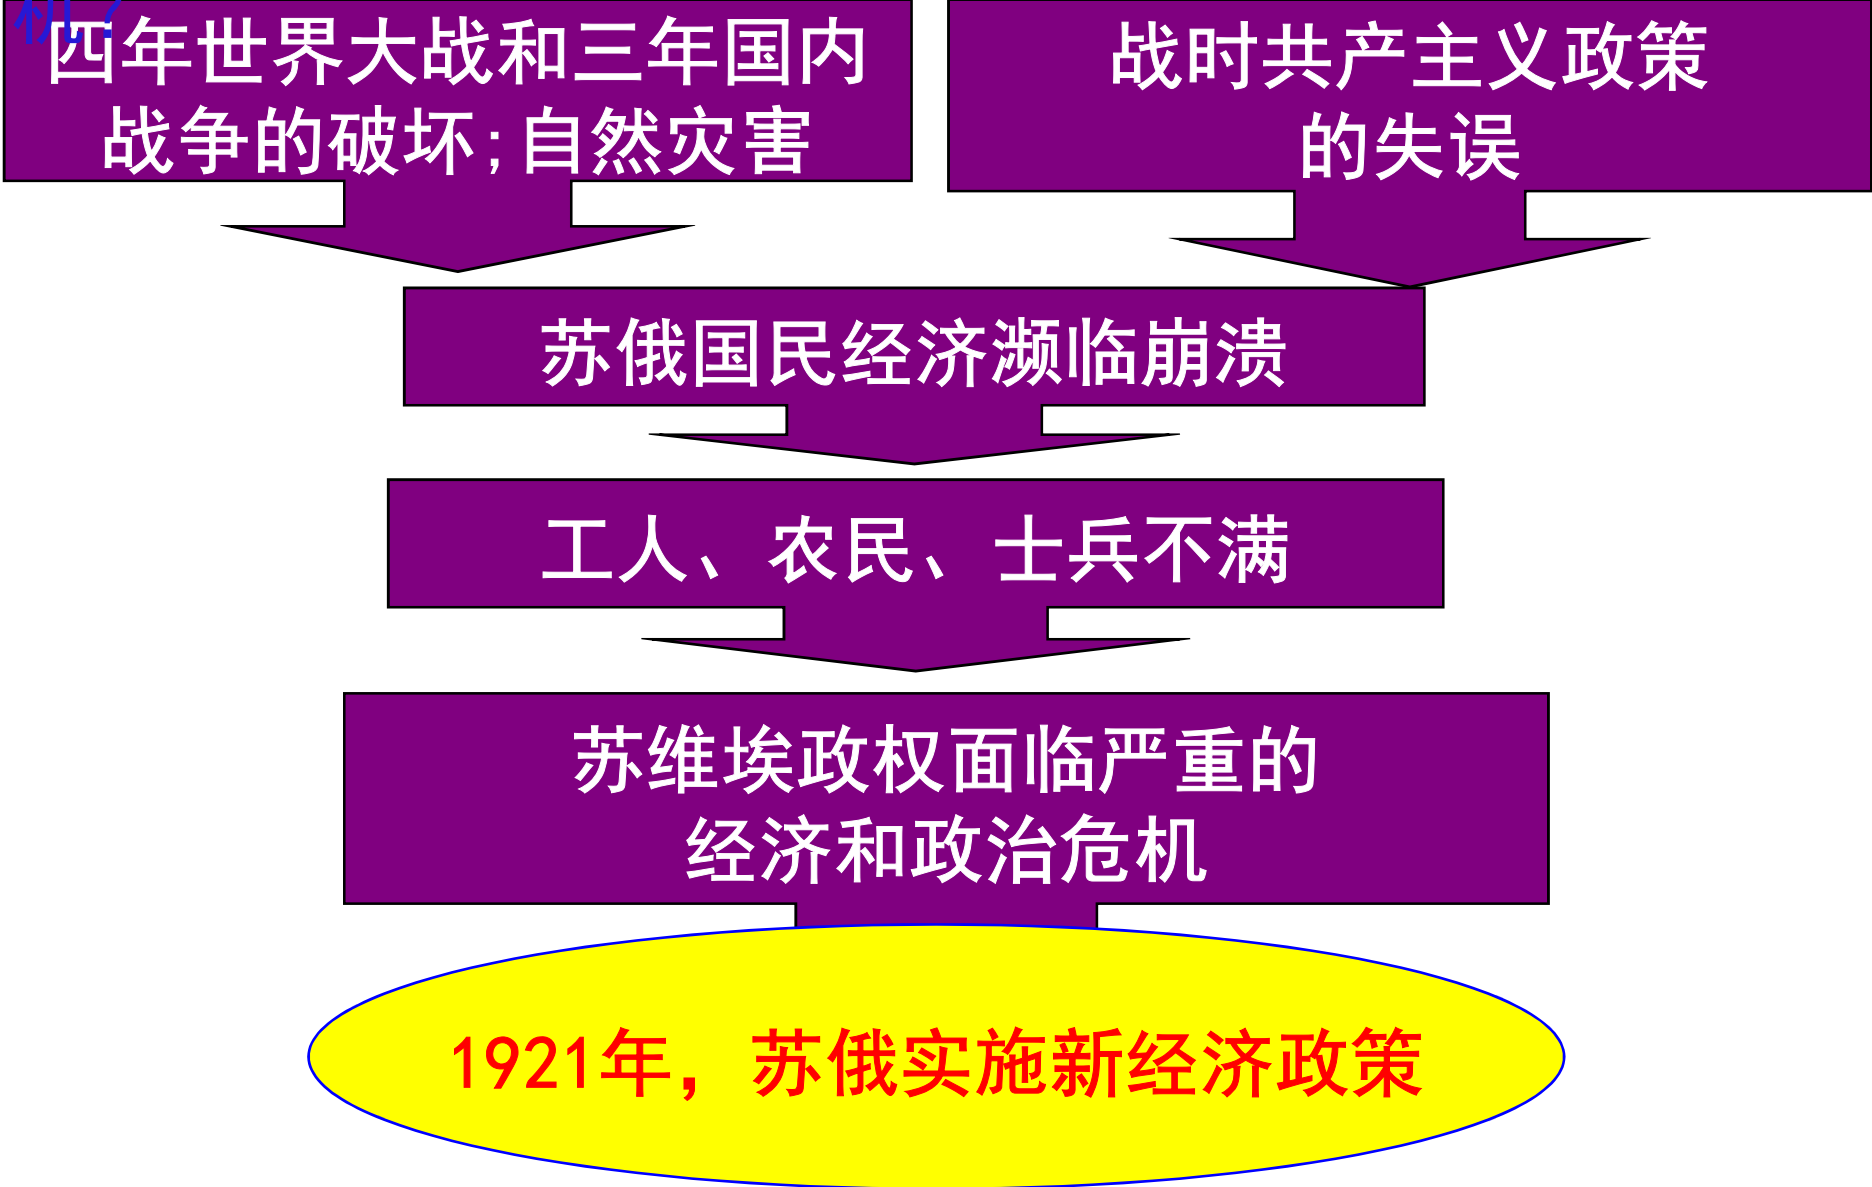 机?
四年世界大战和三年国内
战争的破坏;自然灾害
战时共产主义政策
的失误
苏俄国民经济濒临崩溃
工人、农民、士兵不满
苏维埃政权面临严重的
经济和政治危机
1921年，苏俄实施新经济政策